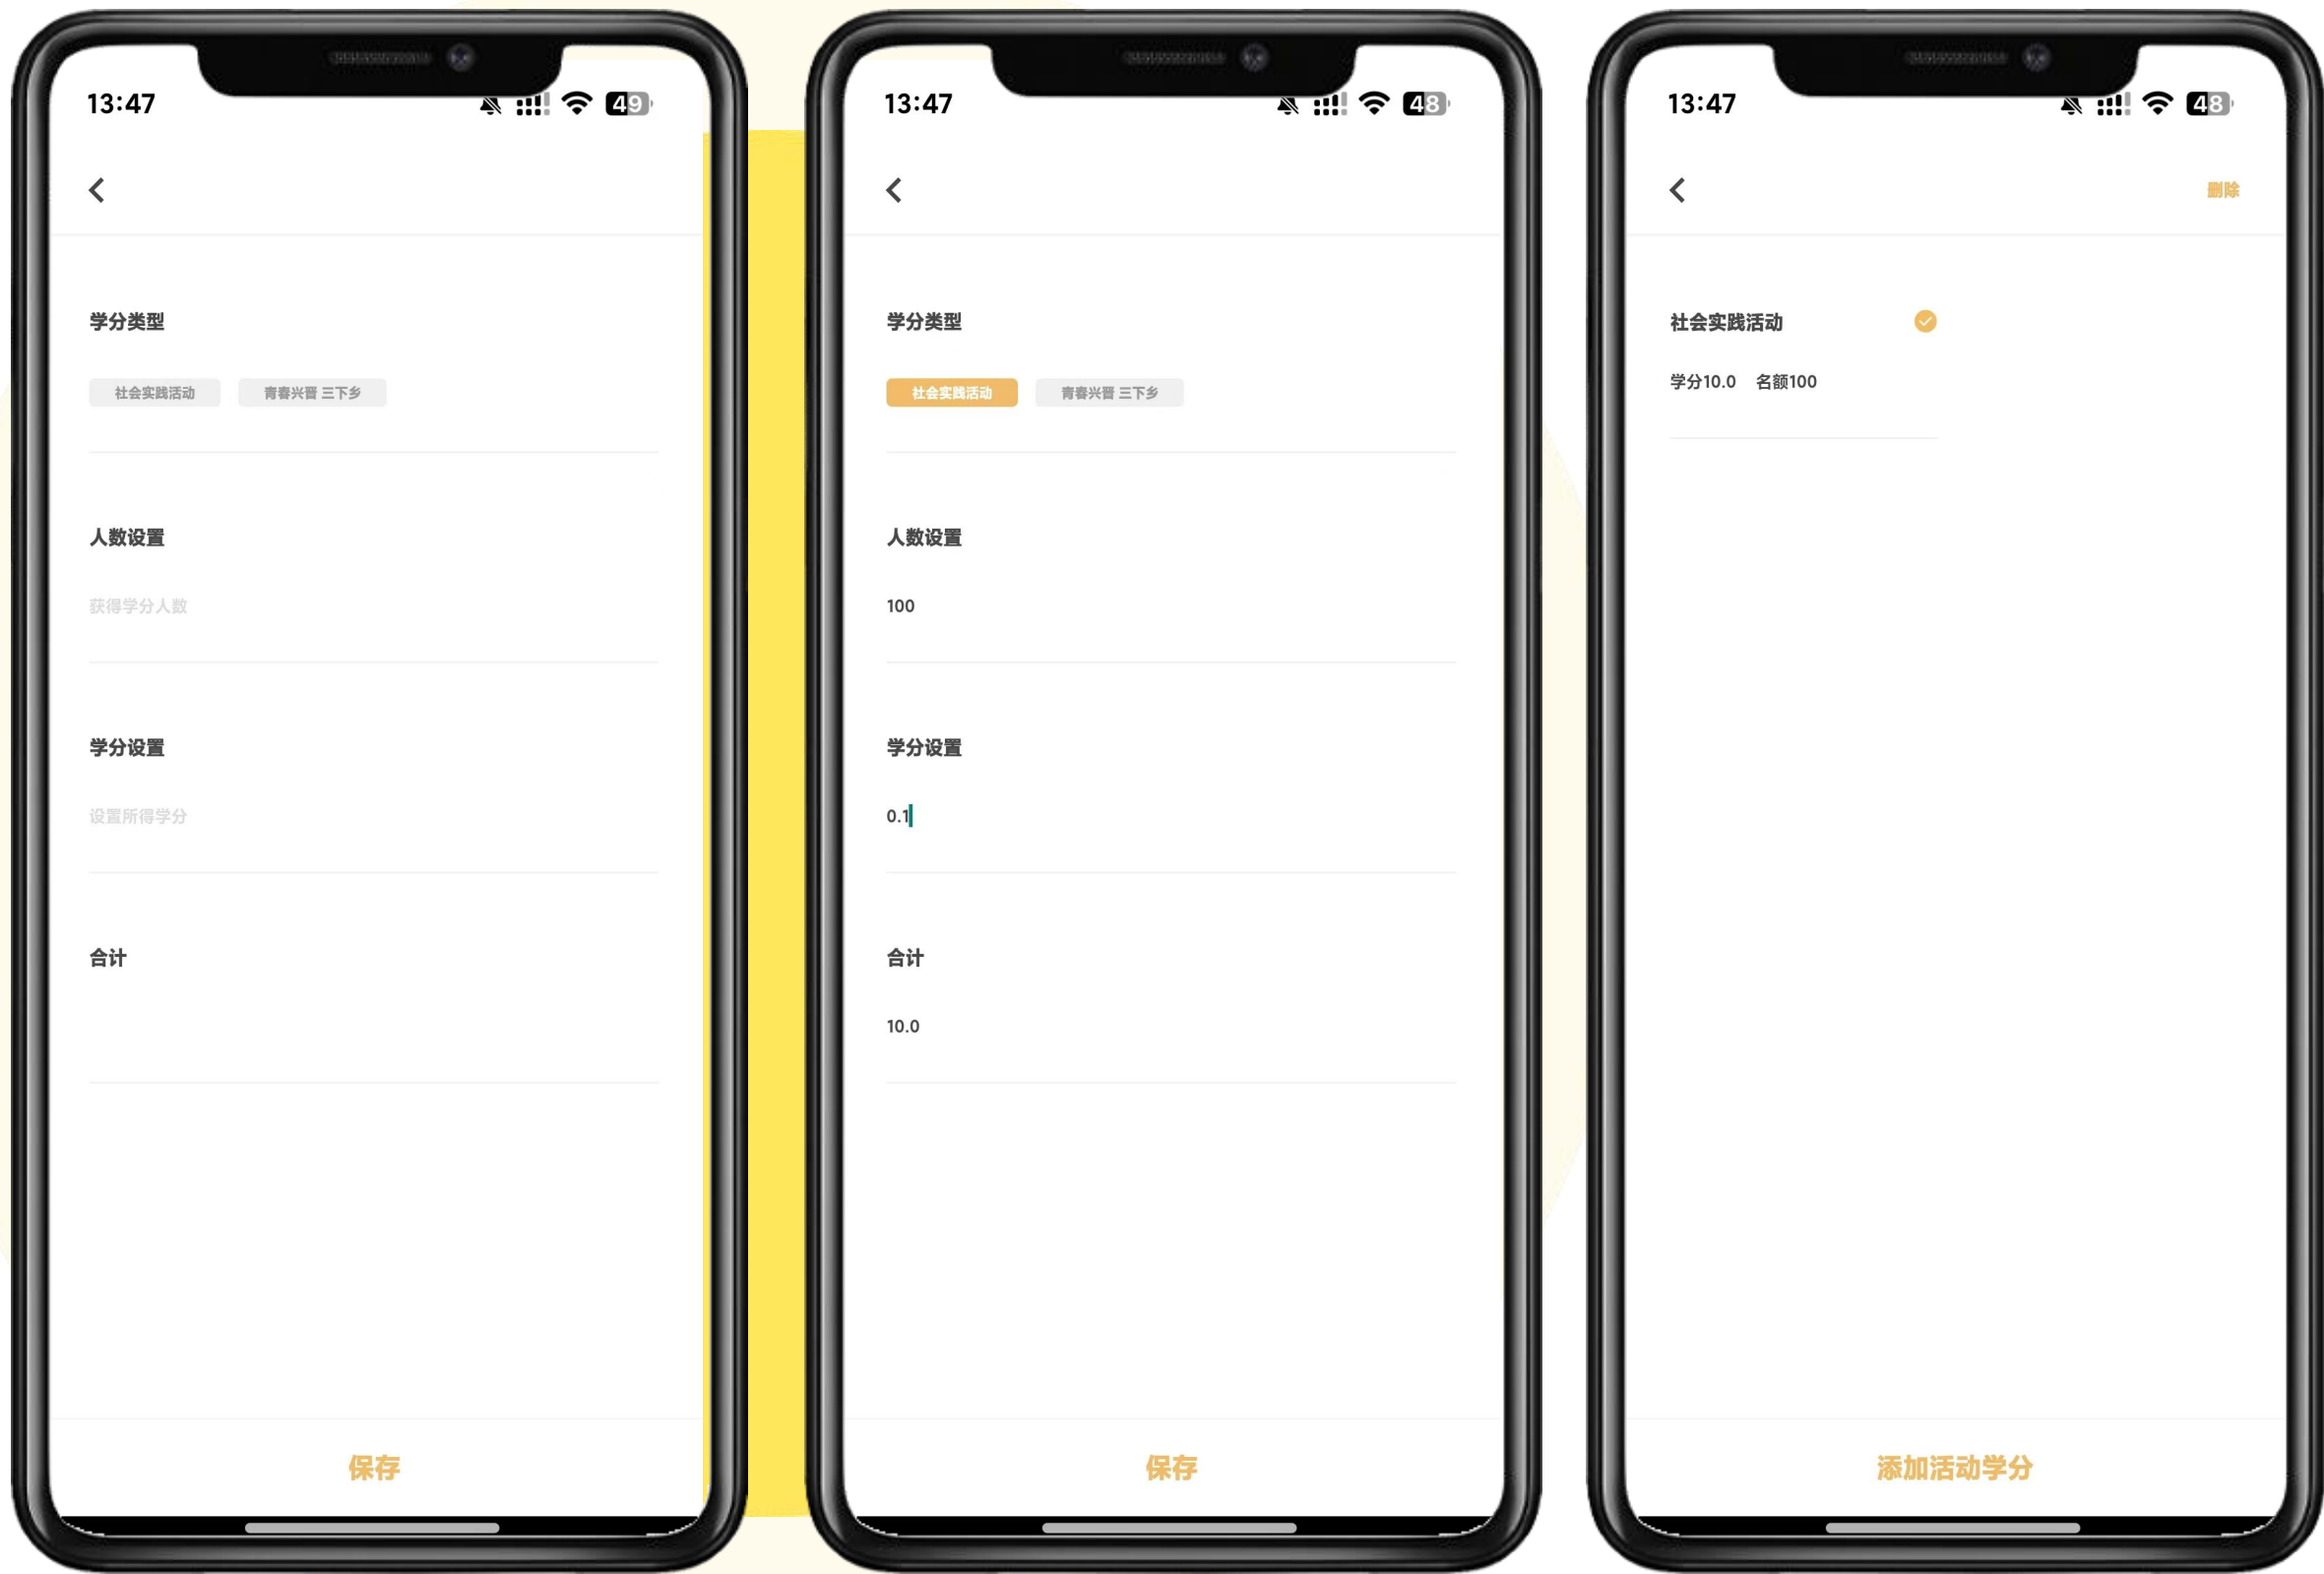 13:47
49
学分类型
社会实践活动 青春兴晋 三下乡
人数设置
获得学分人数
学分设置
设置所得学分
合计
保存
13:47
48
学分类型
社会实践活动 青春兴晋 三下乡
人数设置
100
学分设置
0.1
合计
10.0
保存
13:47
48
删除
社会实践活动
学分10.0 名额100
添加活动学分